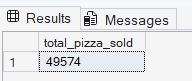 Results Messages
total_pizza_sold
1 49574